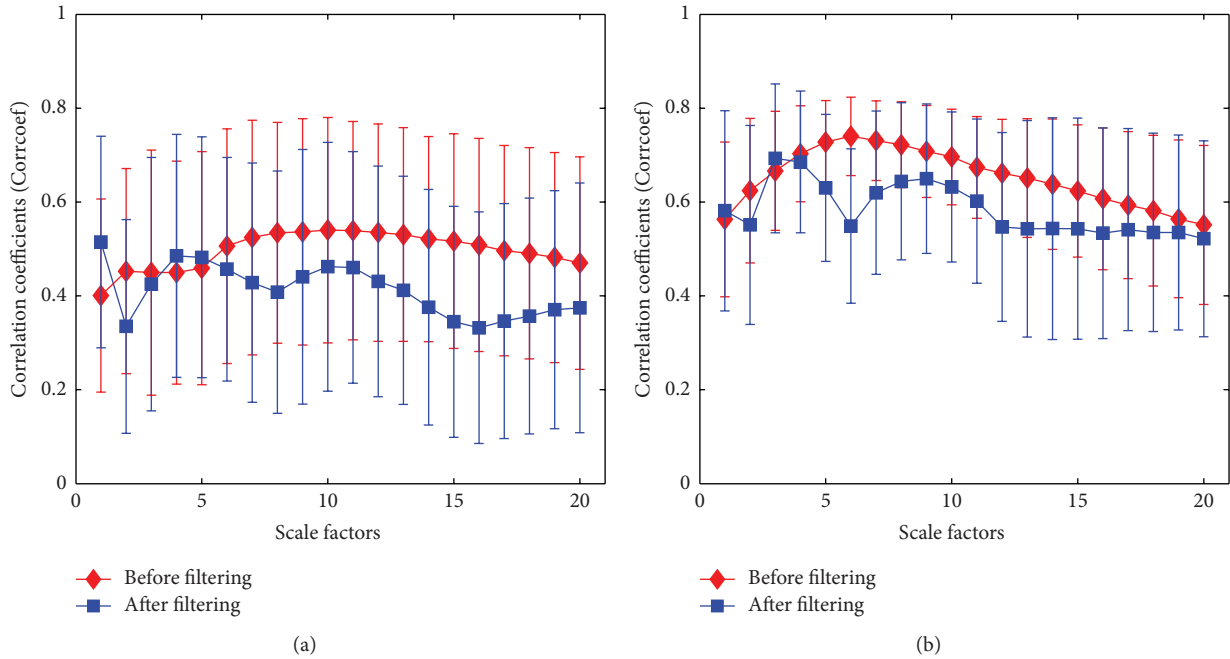 1
0.8
0.6
0.4
0.2
0
0 5 10 15 20
Correlation coefficients (Corrcoef)
Scale factors
Before filtering
After filtering
(a)
1
0.8
0.6
0.4
0.2
0
0 5 10 15 20
Correlation coefficients (Corrcoef)
Scale factors
Before filtering
After filtering
(b)